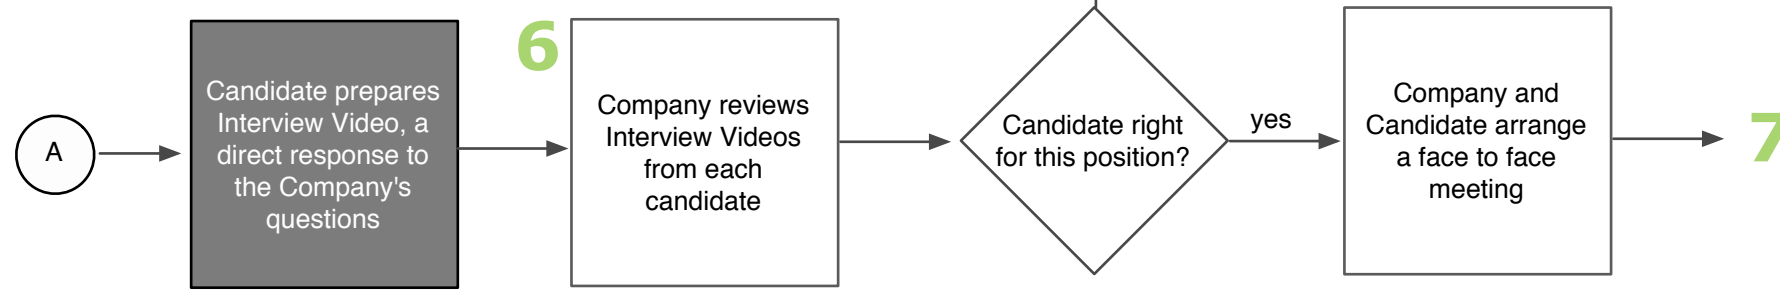 A
Candidate prepares
Interview Video, a
direct response to
the Company's
questions
6
Company reviews
Interview Videos
from each
candidate
Candidate right
for this position?
yes
Company and
Candidate arrange
a face to face
meeting
7